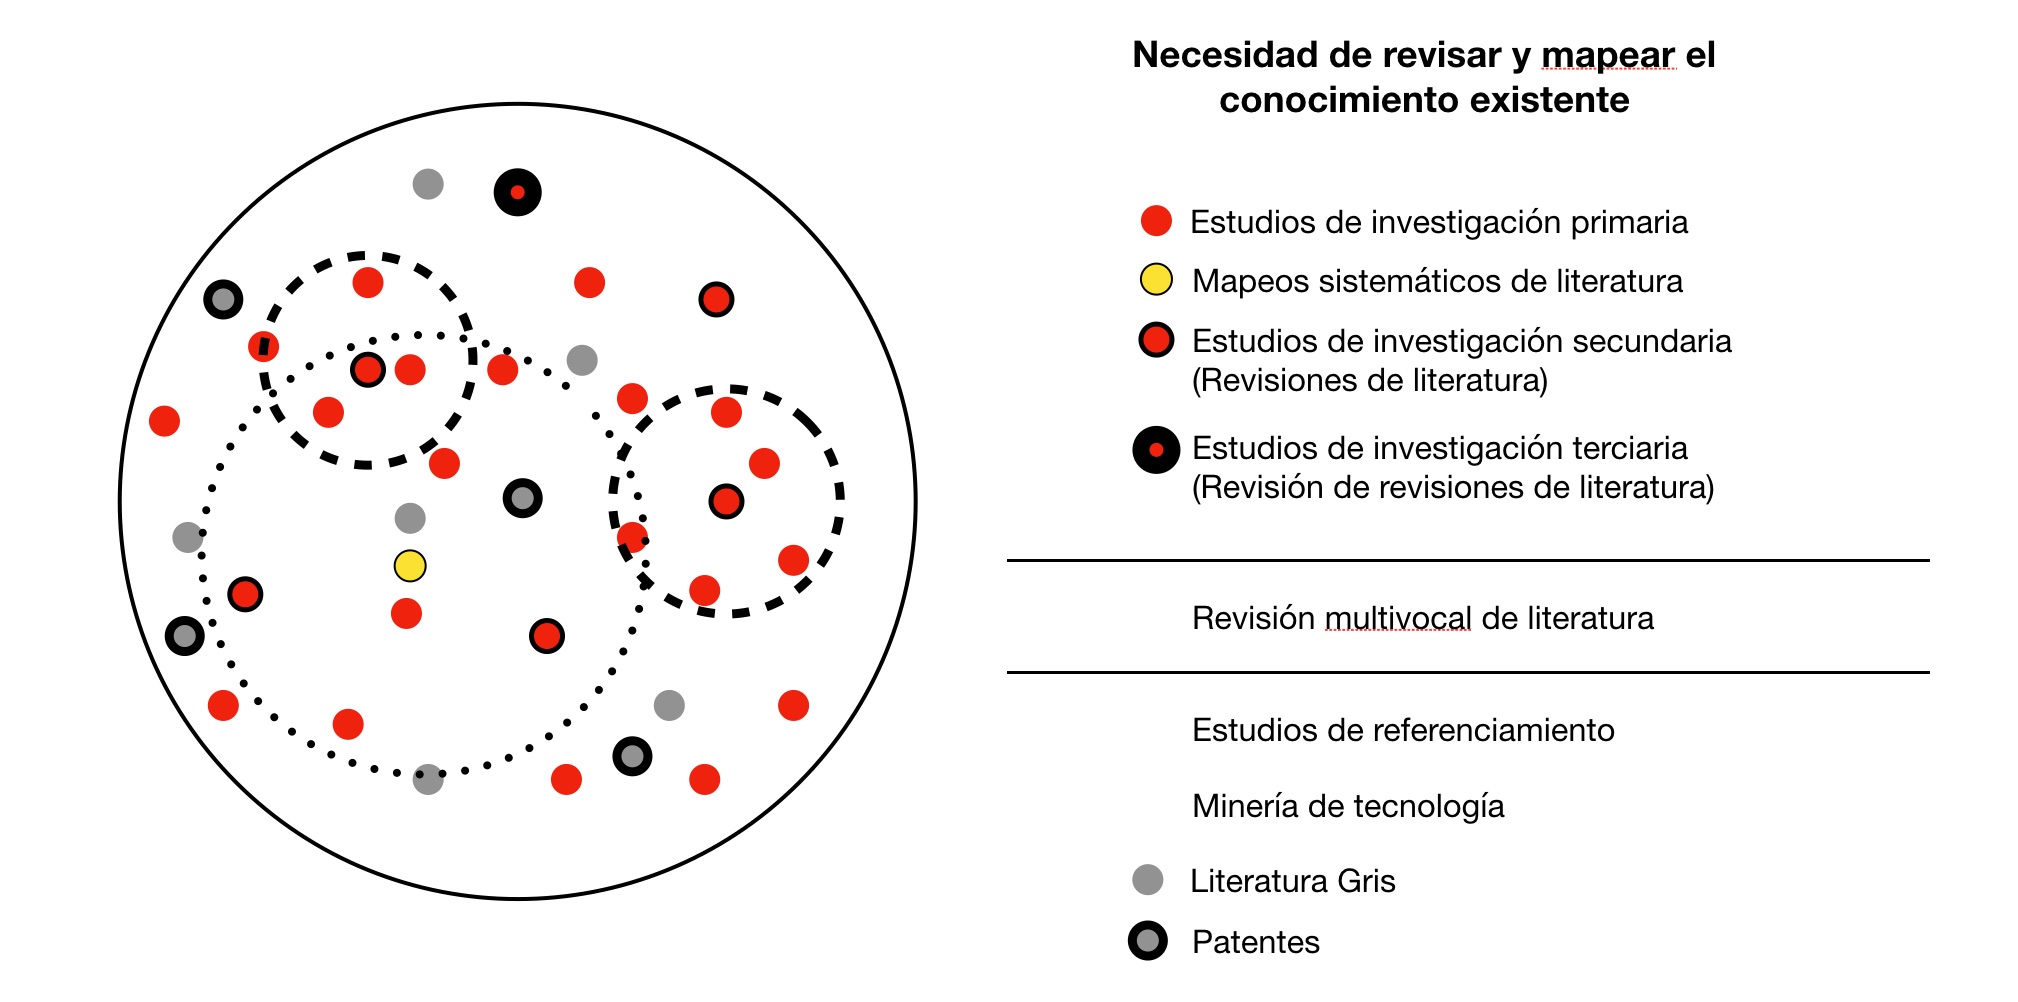 Necesidad de revisar y mapear el
conocimiento existente
Estudios de investigación primaria
Mapeos sistemáticos de literatura
Estudios de investigación secundaria
(Revisiones de literatura)
Estudios de investigación terciaria
(Revisión de revisiones de literatura)
Revisión multivocal de literatura
Estudios de referenciamiento
Minería de tecnología
Literatura Gris
Patentes